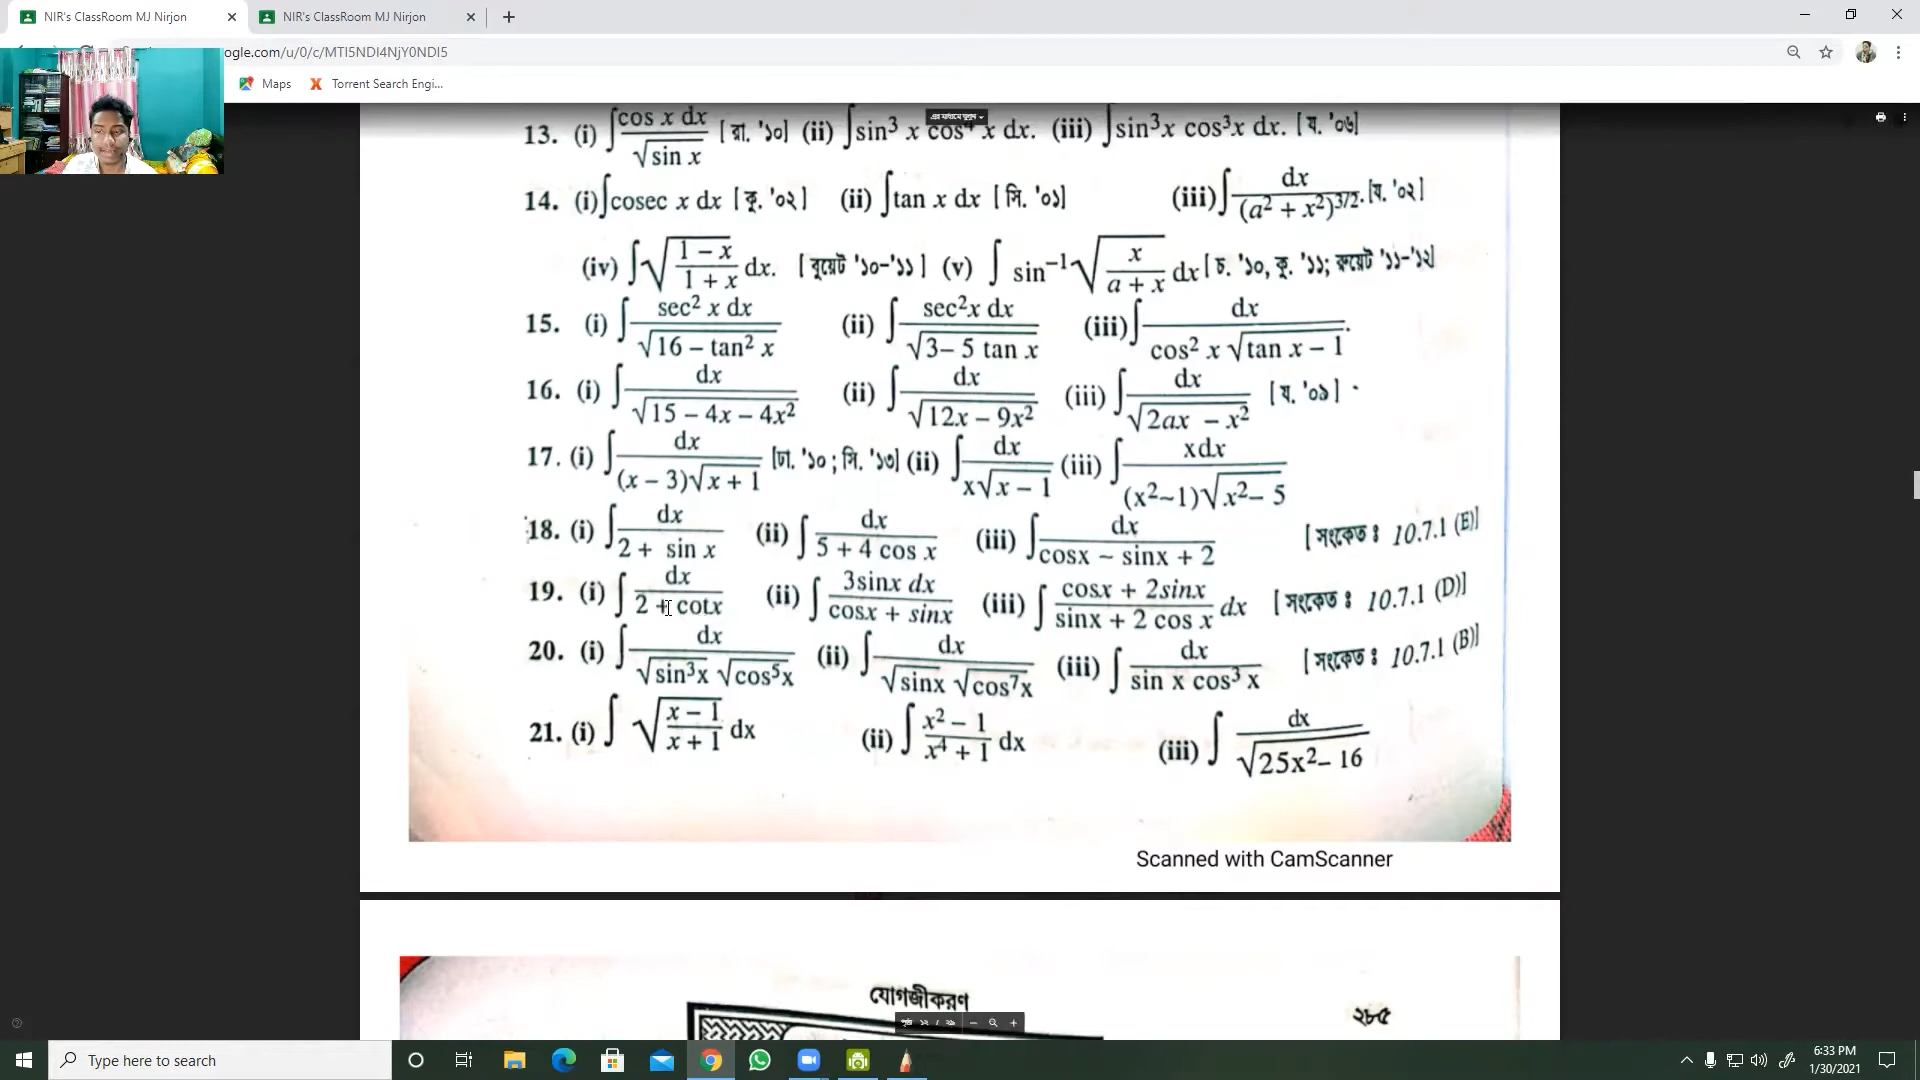 NIR's ClassRoom MJ Nirjon
NIR's ClassRoom MJ Nirjon
ogle.com/u/0/c/MTI5NDI4NjY0NDI5
Maps Torrent Search Engi...
13. (i) ∫ cos x dx / √sin x [ রা. '১০] (ii) ∫sin³ x cos⁴ x dx. (iii) ∫sin³x cos³x dx. [ য. '০৬]
14. (i)∫cosec x dx [ কু. '০২] (ii) ∫tan x dx [ সি. '০১] (iii)∫ dx / (a² + x²)^3/2. [য. '০২]
(iv) ∫√((1 – x)/(1 + x)) dx. [ বুয়েট '১০-'১১] (v) ∫ sin⁻¹√(x/(a + x)) dx [ চ. '১০, কু. '১১; রুয়েট '১১-'১২]
15. (i) ∫ sec² x dx / √(16 – tan² x) (ii) ∫ sec²x dx / √(3– 5 tan x) (iii)∫ dx / (cos² x √(tan x – 1)).
16. (i) ∫ dx / √(15 – 4x – 4x²) (ii) ∫ dx / √(12x – 9x²) (iii) ∫ dx / √(2ax – x²) [ য. '০৯]
17. (i) ∫ dx / ((x – 3)√(x + 1)) [ঢা. '১০ ; সি. '১৩] (ii) ∫ dx / (x√(x – 1)) (iii) ∫ xdx / ((x²–1)√(x²– 5))
18. (i) ∫ dx / (2 + sin x) (ii) ∫ dx / (5 + 4 cos x) (iii) ∫ dx / (cosx – sinx + 2) [ সংকেত ঃ 10.7.1 (E)]
19. (i) ∫ dx / (2 + cotx) (ii) ∫ 3sinx dx / (cosx + sinx) (iii) ∫ (cosx + 2sinx) / (sinx + 2 cos x) dx [ সংকেত ঃ 10.7.1 (D)]
20. (i) ∫ dx / (√sin³x √cos⁵x) (ii) ∫ dx / (√sinx √cos⁷x) (iii) ∫ dx / (sin x cos³ x) [ সংকেত ঃ 10.7.1 (B)]
21. (i) ∫ √((x – 1)/(x + 1)) dx (ii) ∫ (x² – 1)/(x⁴ + 1) dx (iii) ∫ dx / √(25x²– 16)
Scanned with CamScanner
যোগজীকরণ
২৮৫
Type here to search
6:33 PM
1/30/2021